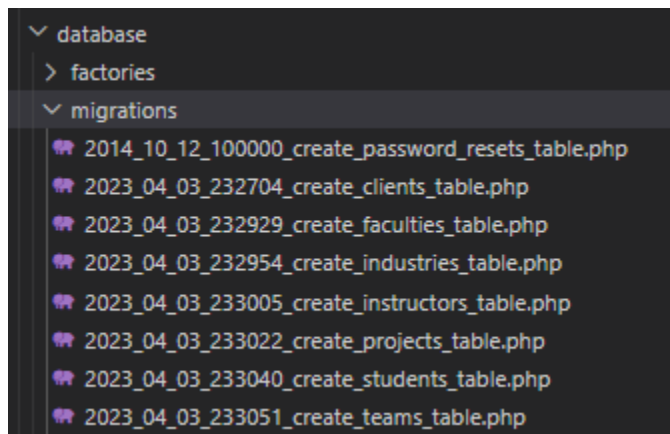 database
factories
migrations
2014_10_12_100000_create_password_resets_table.php
2023_04_03_232704_create_clients_table.php
2023_04_03_232929_create_faculties_table.php
2023_04_03_232954_create_industries_table.php
2023_04_03_233005_create_instructors_table.php
2023_04_03_233022_create_projects_table.php
2023_04_03_233040_create_students_table.php
2023_04_03_233051_create_teams_table.php